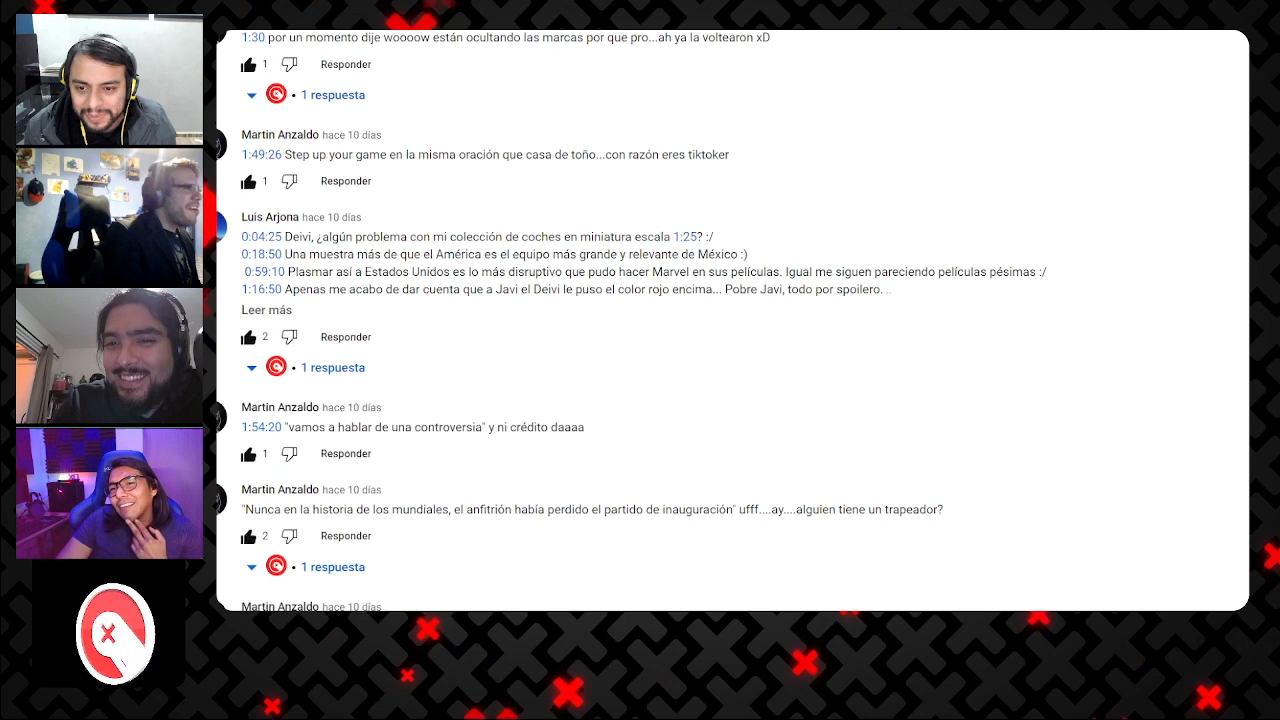 1:30 por un momento dije woooow están ocultando las marcas por que pro...ah ya la voltearon xD
1 Responder
• 1 respuesta
Martin Anzaldo hace 10 días
1:49:26 Step up your game en la misma oración que casa de toño...con razón eres tiktoker
1 Responder
Luis Arjona hace 10 días
0:04:25 Deivi, ¿algún problema con mi colección de coches en miniatura escala 1:25? :/
0:18:50 Una muestra más de que el América es el equipo más grande y relevante de México :)
0:59:10 Plasmar así a Estados Unidos es lo más disruptivo que pudo hacer Marvel en sus películas. Igual me siguen pareciendo películas pésimas :/
1:16:50 Apenas me acabo de dar cuenta que a Javi el Deivi le puso el color rojo encima... Pobre Javi, todo por spoilero. ..
Leer más
2 Responder
• 1 respuesta
Martin Anzaldo hace 10 días
1:54:20 "vamos a hablar de una controversia" y ni crédito daaaa
1 Responder
Martin Anzaldo hace 10 días
"Nunca en la historia de los mundiales, el anfitrión había perdido el partido de inauguración" ufff....ay....alguien tiene un trapeador?
2 Responder
• 1 respuesta
Martin Anzaldo hace 10 días